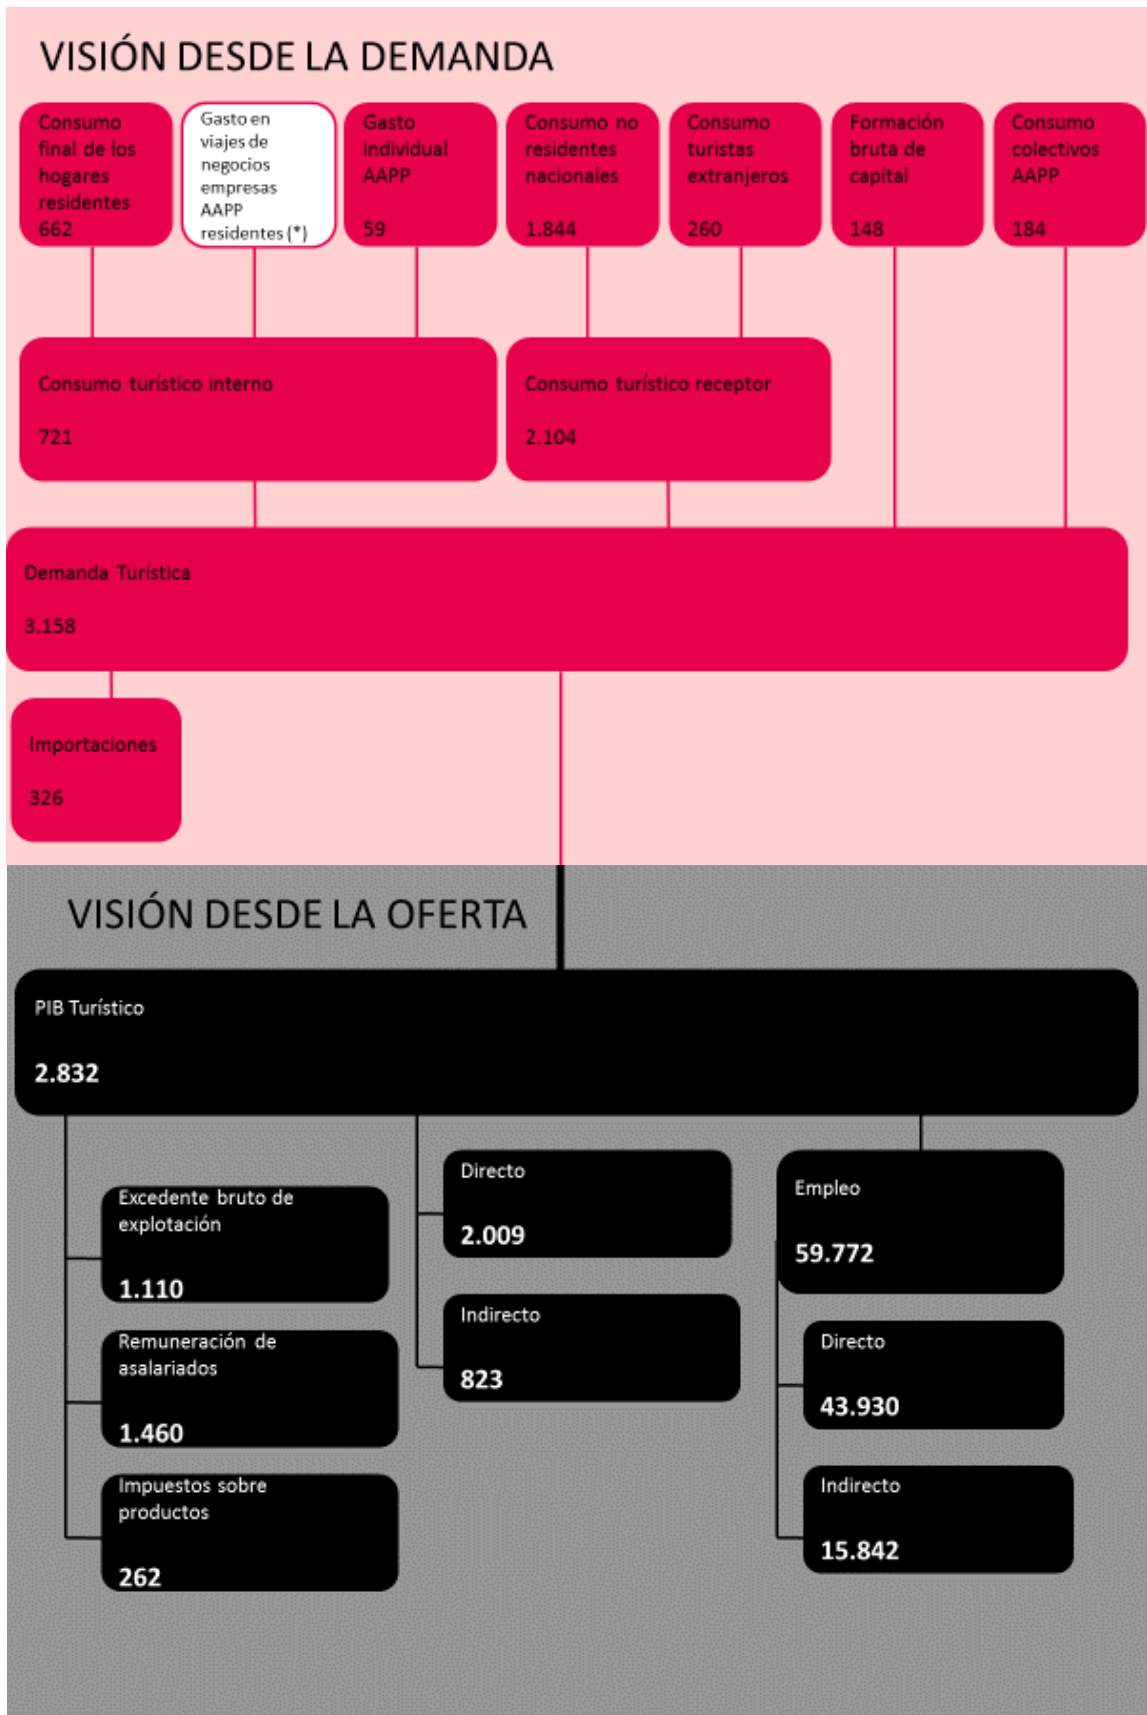 VISIÓN DESDE LA DEMANDA
Consumo
final de los
hogares
residentes
662
Gasto en
viajes de
negocios
empresas
AAPP
residentes (*)
Gasto
individual
AAPP
59
Consumo no
residentes
nacionales
1.844
Consumo
turistas
extranjeros
260
Formación
bruta de
capital
148
Consumo
colectivos
AAPP
184
Consumo turístico interno
721
Consumo turístico receptor
2.104
Demanda Turística
3.158
Importaciones
326
VISIÓN DESDE LA OFERTA
PIB Turístico
2.832
Excedente bruto de
explotación
1.110
Remuneración de
asalariados
1.460
Impuestos sobre
productos
262
Directo
2.009
Indirecto
823
Empleo
59.772
Directo
43.930
Indirecto
15.842